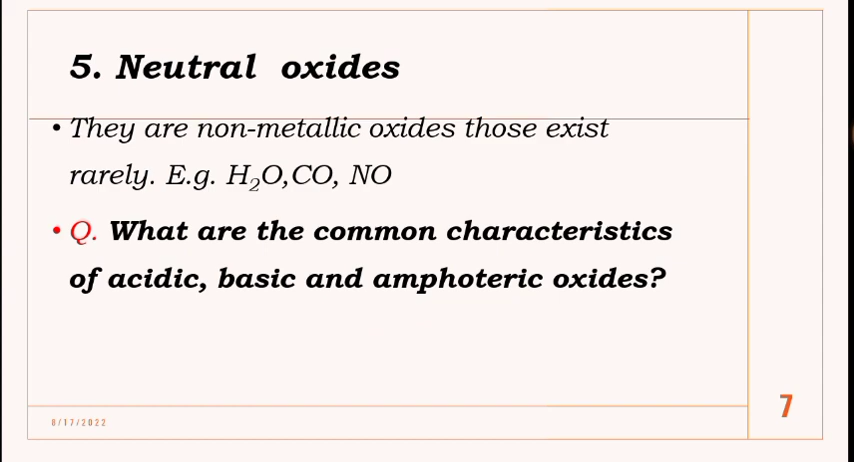 5. Neutral oxides
• They are non-metallic oxides those exist
rarely. E.g. H₂O,CO, NO
• Q. What are the common characteristics
of acidic, basic and amphoteric oxides?
8/17/2022
7